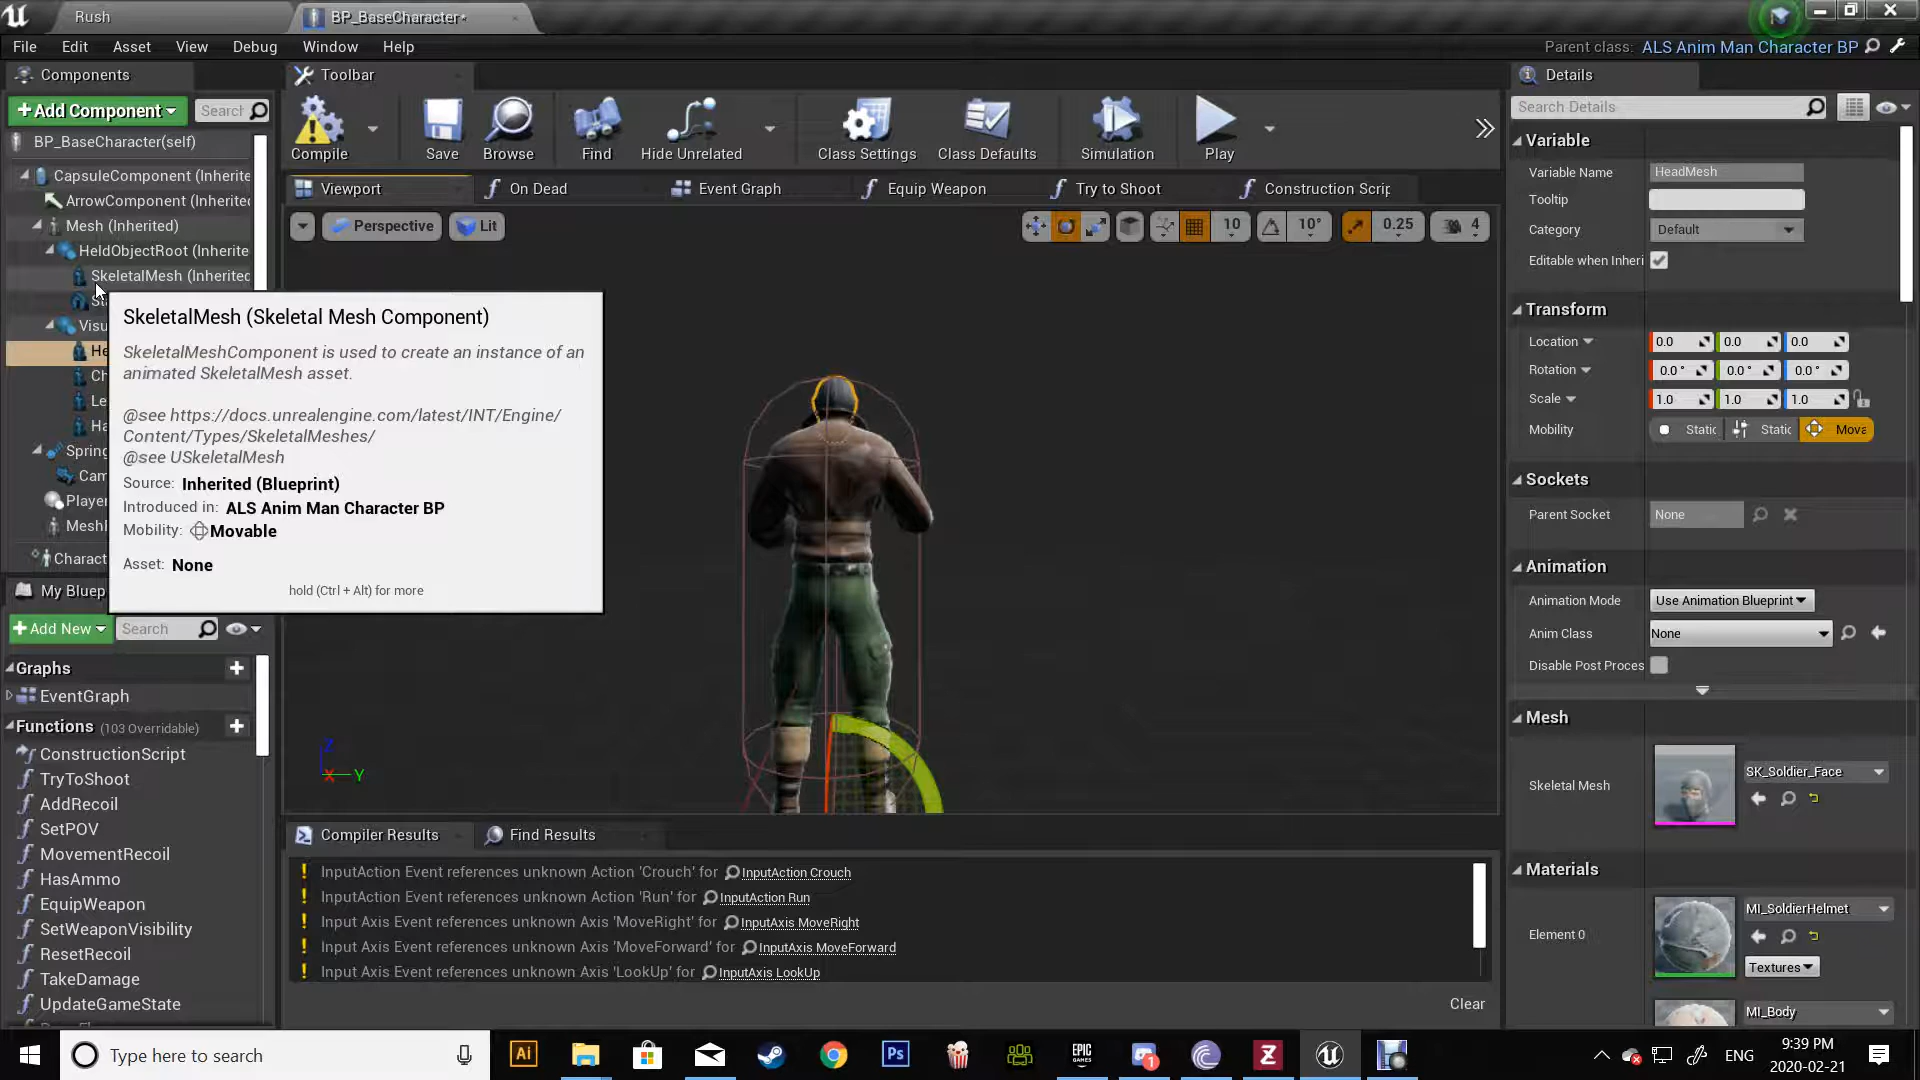 Rush
BP_BaseCharacter*
File Edit Asset View Debug Window Help
Parent class: ALS Anim Man Character BP
Components
+Add Component
Search
BP_BaseCharacter(self)
CapsuleComponent (Inherite
ArrowComponent (Inherited
Mesh (Inherited)
HeldObjectRoot (Inherite
SkeletalMesh (Inherited
Visu
He
Ch
Le
Ha
Spring
Cam
Player
Mesh
Charact
Toolbar
Compile Save Browse Find Hide Unrelated Class Settings Class Defaults Simulation Play
Viewport On Dead Event Graph Equip Weapon Try to Shoot Construction Scrip
Perspective Lit
10 10° 0.25 4
SkeletalMesh (Skeletal Mesh Component)
SkeletalMeshComponent is used to create an instance of an
animated SkeletalMesh asset.
@see https://docs.unrealengine.com/latest/INT/Engine/
Content/Types/SkeletalMeshes/
@see USkeletalMesh
Source: Inherited (Blueprint)
Introduced in: ALS Anim Man Character BP
Mobility: Movable
Asset: None
hold (Ctrl + Alt) for more
Z
X Y
My Bluep
+Add New
Search
Graphs
EventGraph
Functions (103 Overridable)
ConstructionScript
TryToShoot
AddRecoil
SetPOV
MovementRecoil
HasAmmo
EquipWeapon
SetWeaponVisibility
ResetRecoil
TakeDamage
UpdateGameState
Compiler Results Find Results
InputAction Event references unknown Action 'Crouch' for InputAction Crouch
InputAction Event references unknown Action 'Run' for InputAction Run
Input Axis Event references unknown Axis 'MoveRight' for InputAxis MoveRight
Input Axis Event references unknown Axis 'MoveForward' for InputAxis MoveForward
Input Axis Event references unknown Axis 'LookUp' for InputAxis LookUp
Clear
Details
Search Details
Variable
Variable Name HeadMesh
Tooltip
Category Default
Editable when Inheri
Transform
Location 0.0 0.0 0.0
Rotation 0.0 ° 0.0 ° 0.0 °
Scale 1.0 1.0 1.0
Mobility Static Static Mova
Sockets
Parent Socket None
Animation
Animation Mode Use Animation Blueprint
Anim Class None
Disable Post Proces
Mesh
Skeletal Mesh SK_Soldier_Face
Materials
Element 0 MI_SoldierHelmet
Textures
MI_Body
Type here to search
Ai
Ps
EPIC
GAMES
1
Z
ENG
9:39 PM
2020-02-21